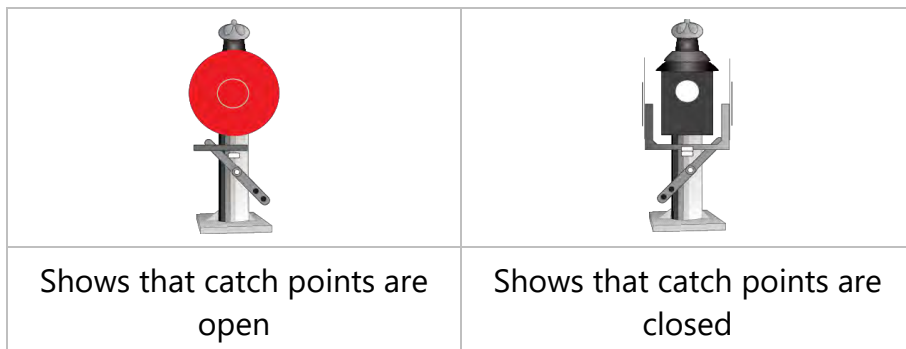 Shows that catch points are
open
Shows that catch points are
closed